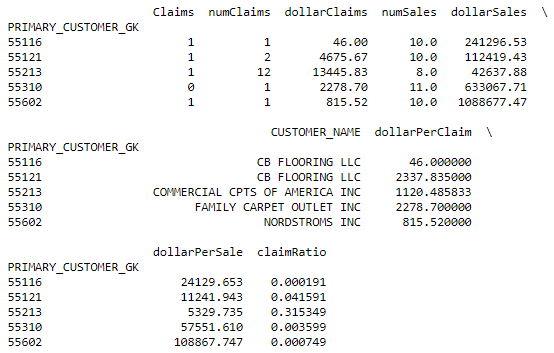 Claims numClaims dollarClaims numSales dollarSales \
PRIMARY_CUSTOMER_GK
55116 1 1 46.00 10.0 241296.53
55121 1 2 4675.67 10.0 112419.43
55213 1 12 13445.83 8.0 42637.88
55310 0 1 2278.70 11.0 633067.71
55602 1 1 815.52 10.0 1088677.47
CUSTOMER_NAME dollarPerClaim \
PRIMARY_CUSTOMER_GK
55116 CB FLOORING LLC 46.000000
55121 CB FLOORING LLC 2337.835000
55213 COMMERCIAL CPTS OF AMERICA INC 1120.485833
55310 FAMILY CARPET OUTLET INC 2278.700000
55602 NORDSTROMS INC 815.520000
dollarPerSale claimRatio
PRIMARY_CUSTOMER_GK
55116 24129.653 0.000191
55121 11241.943 0.041591
55213 5329.735 0.315349
55310 57551.610 0.003599
55602 108867.747 0.000749